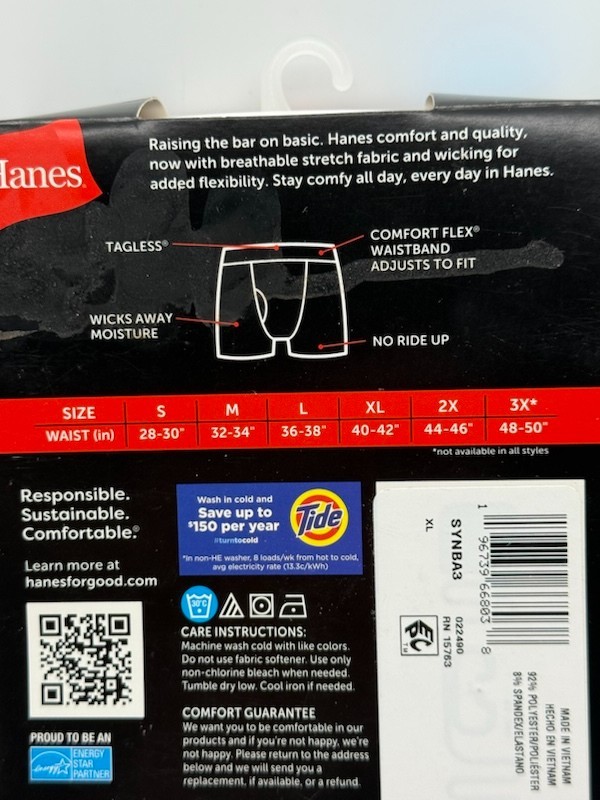 Hanes
Raising the bar on basic. Hanes comfort and quality,
now with breathable stretch fabric and wicking for
added flexibility. Stay comfy all day, every day in Hanes.
TAGLESS®
COMFORT FLEX®
WAISTBAND
ADJUSTS TO FIT
WICKS AWAY
MOISTURE
NO RIDE UP
SIZE S M L XL 2X 3X*
WAIST (in) 28-30" 32-34" 36-38" 40-42" 44-46" 48-50"
*not available in all styles
Responsible.
Sustainable.
Comfortable.®
Learn more at
hanesforgood.com
PROUD TO BE AN
ENERGY
STAR
PARTNER
Wash in cold and
Save up to
$150 per year
#turntocold
Tide
*In non-HE washer, 8 loads/wk from hot to cold,
avg electricity rate (13.3c/kWh)
30°C
CARE INSTRUCTIONS:
Machine wash cold with like colors.
Do not use fabric softener. Use only
non-chlorine bleach when needed.
Tumble dry low. Cool iron if needed.
COMFORT GUARANTEE
We want you to be comfortable in our
products and if you're not happy, we're
not happy. Please return to the address
below and we will send you a
replacement, if available, or a refund.
1 96739 66803 8
SYNBA3
XL
022490
RN 15763
MADE IN VIETNAM
HECHO EN VIETNAM
92% POLYESTER/POLIÉSTER
8% SPANDEX/ELASTANO